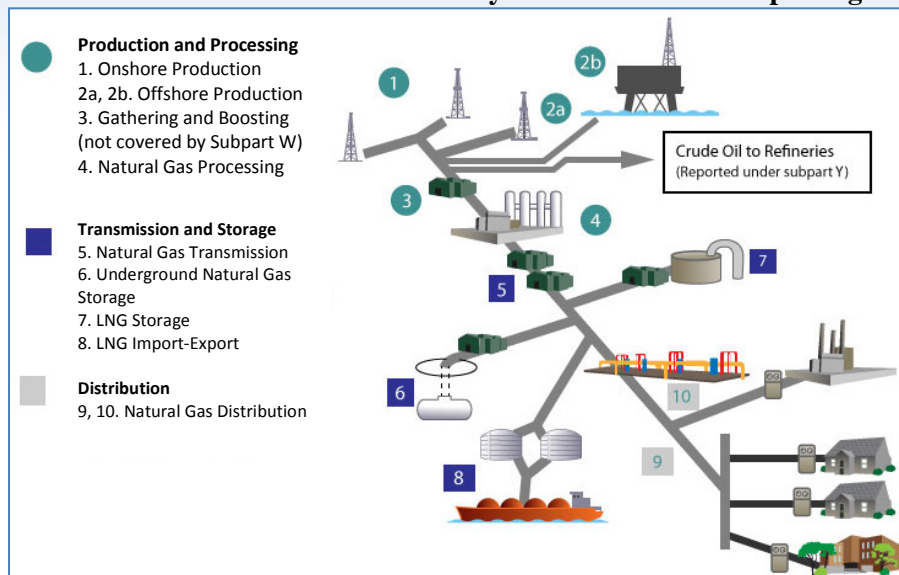 Production and Processing
1. Onshore Production
2a, 2b. Offshore Production
3. Gathering and Boosting
(not covered by Subpart W)
4. Natural Gas Processing
Transmission and Storage
5. Natural Gas Transmission
6. Underground Natural Gas
Storage
7. LNG Storage
8. LNG Import-Export
Distribution
9, 10. Natural Gas Distribution
1
2a
2b
Crude Oil to Refineries
(Reported under subpart Y)
3
4
5
7
6
10
9
8